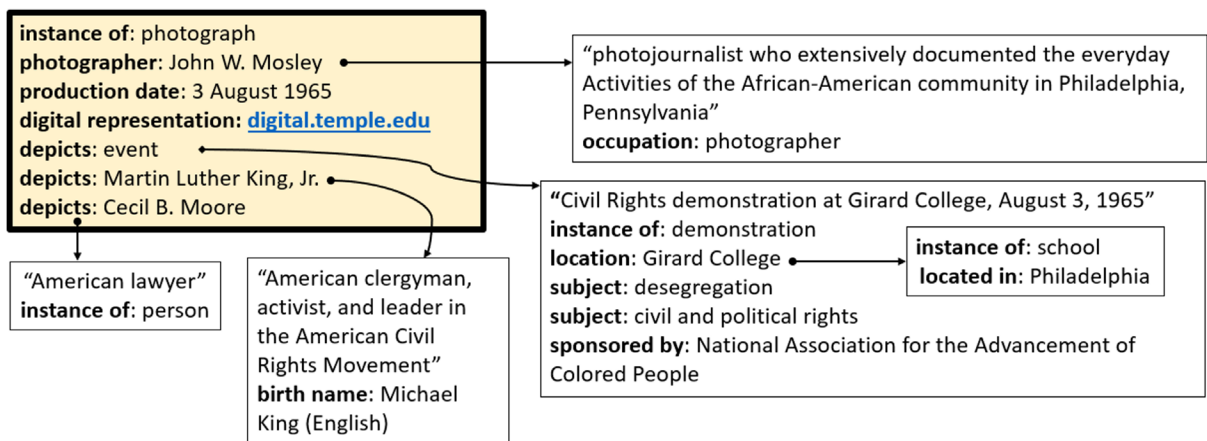 instance of: photograph
photographer: John W. Mosley
production date: 3 August 1965
digital representation: digital.temple.edu
depicts: event
depicts: Martin Luther King, Jr.
depicts: Cecil B. Moore
“photojournalist who extensively documented the everyday
Activities of the African-American community in Philadelphia,
Pennsylvania”
occupation: photographer
“Civil Rights demonstration at Girard College, August 3, 1965”
instance of: demonstration
location: Girard College
subject: desegregation
subject: civil and political rights
sponsored by: National Association for the Advancement of
Colored People
instance of: school
located in: Philadelphia
“American lawyer”
instance of: person
“American clergyman,
activist, and leader in
the American Civil
Rights Movement”
birth name: Michael
King (English)